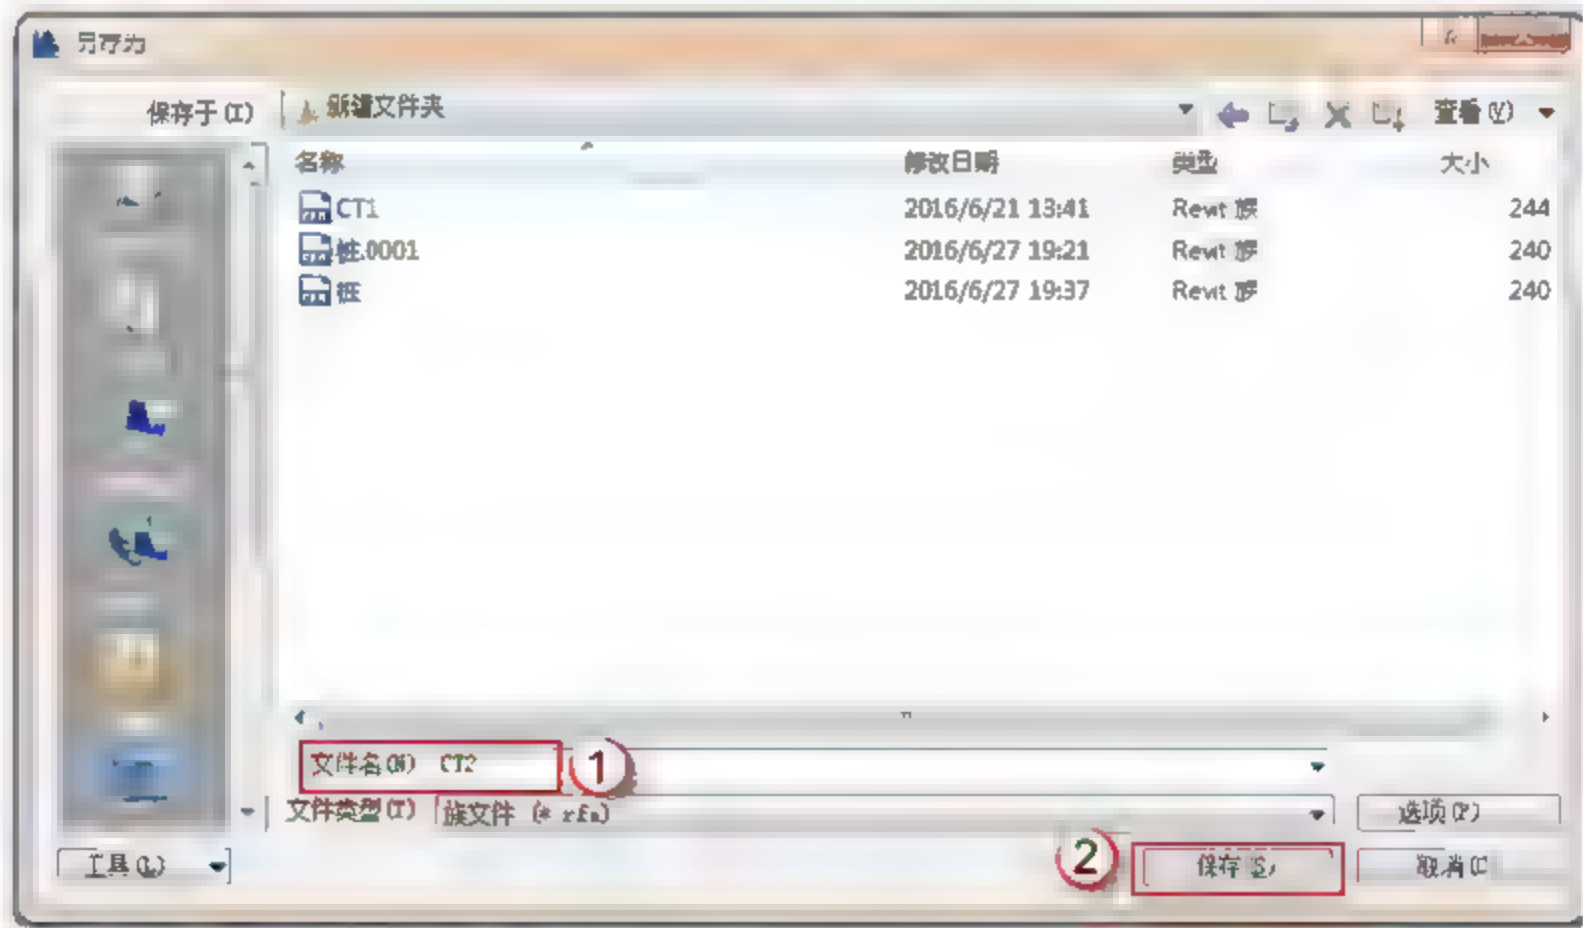 另存为
保存于(I) 新建文件夹 查看(V)
名称 修改日期 类型 大小
CT1 2016/6/21 13:41 Revit 族 244
桩.0001 2016/6/27 19:21 Revit 族 240
桩 2016/6/27 19:37 Revit 族 240
文件名(N) CT2 1
文件类型(T) 族文件 (*.rfa) 选项(P)
工具(L) 2 保存(S) 取消(C